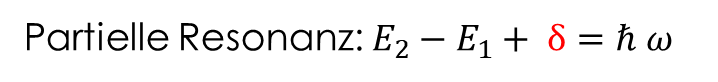 Partielle Resonanz: E₂ − E₁ + δ = ℏ ω